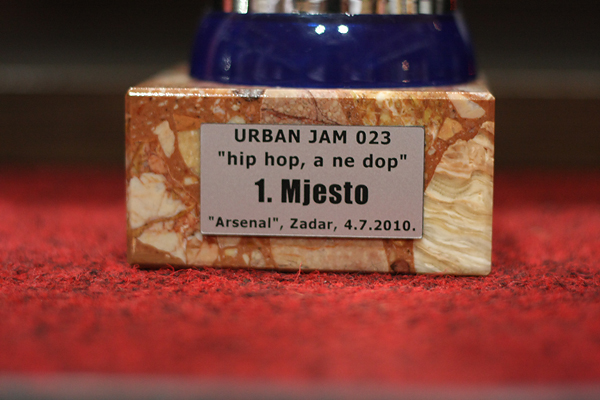 URBAN JAM 023
"hip hop, a ne dop"
1. Mjesto
"Arsenal", Zadar, 4.7.2010.